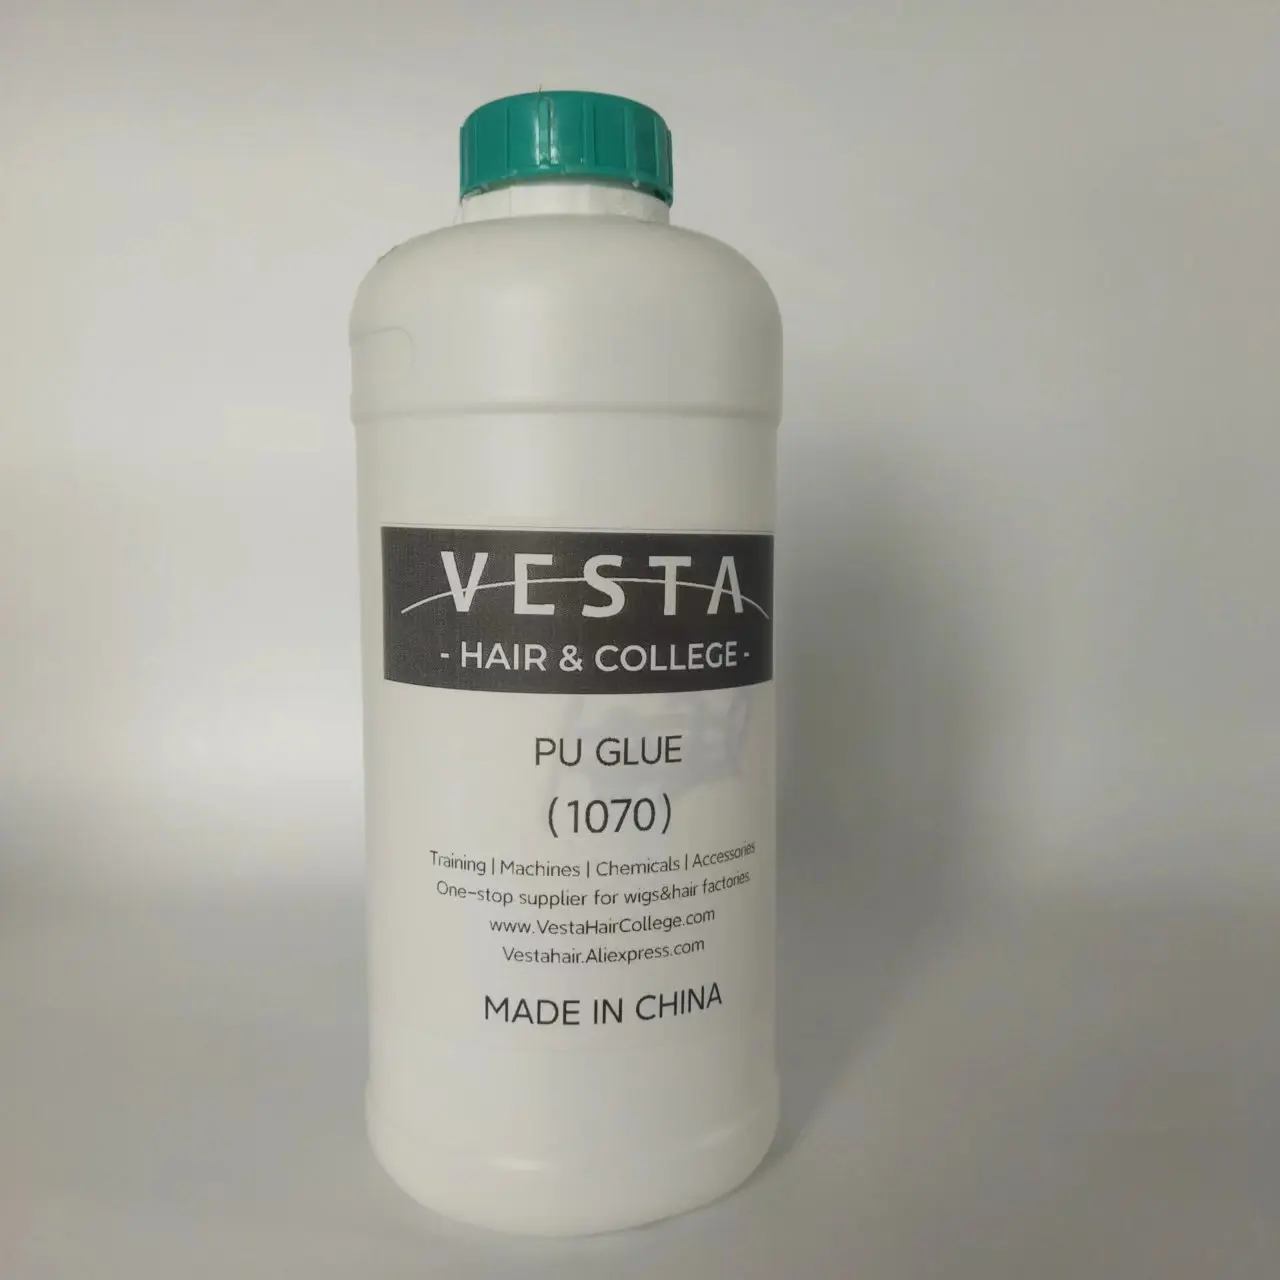 VESTA
- HAIR & COLLEGE -
PU GLUE
(1070)
Training | Machines | Chemicals | Accessories
One-stop supplier for wigs&hair factories
www.VestaHairCollege.com
Vestahair.Aliexpress.com
MADE IN CHINA